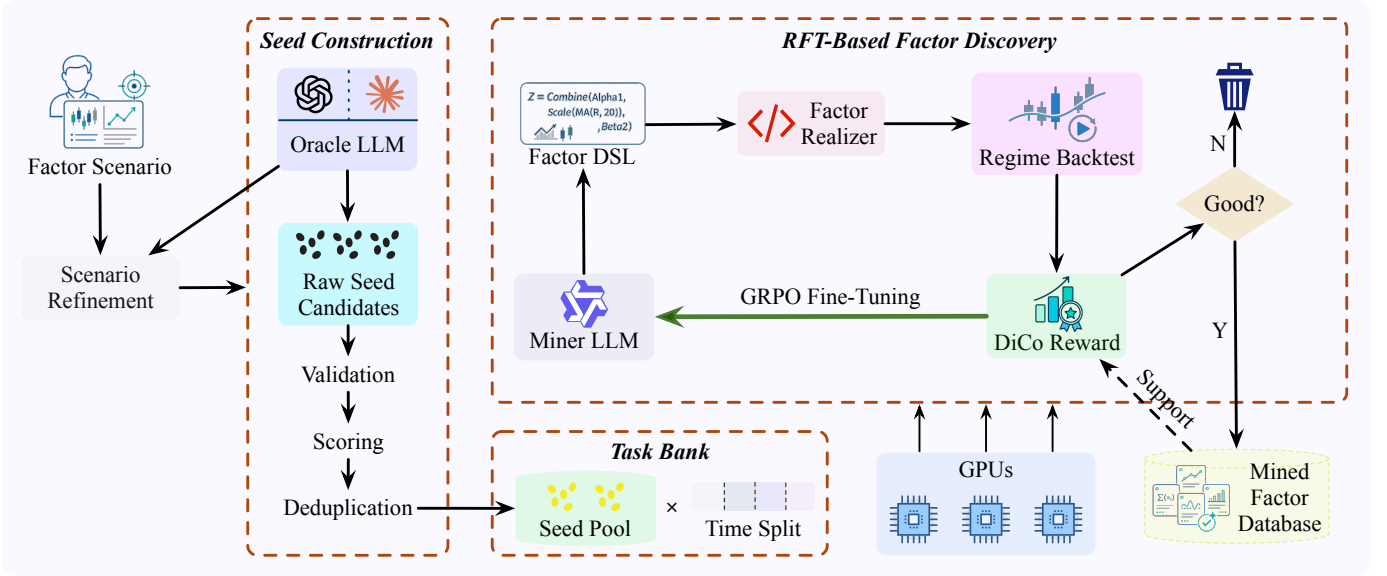 Seed Construction
RFT-Based Factor Discovery
Factor Scenario
Scenario
Refinement
Oracle LLM
Raw Seed
Candidates
Validation
Scoring
Deduplication
Task Bank
Seed Pool
×
Time Split
Z = Combine(Alpha1,
Scale(MA(R, 20)),
,Beta2)
Factor DSL
</>
Factor
Realizer
Regime Backtest
N
Good?
Y
Miner LLM
GRPO Fine-Tuning
DiCo Reward
Support
GPUs
Σ(xᵢ)
Mined
Factor
Database